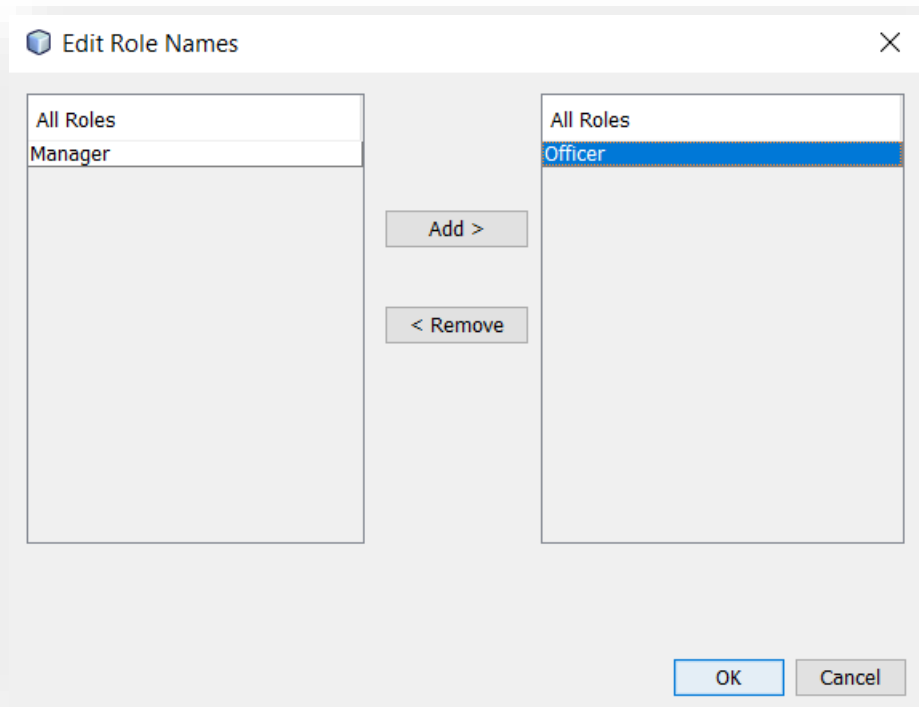 Edit Role Names
All Roles
Manager
Add >
< Remove
All Roles
Officer
OK
Cancel